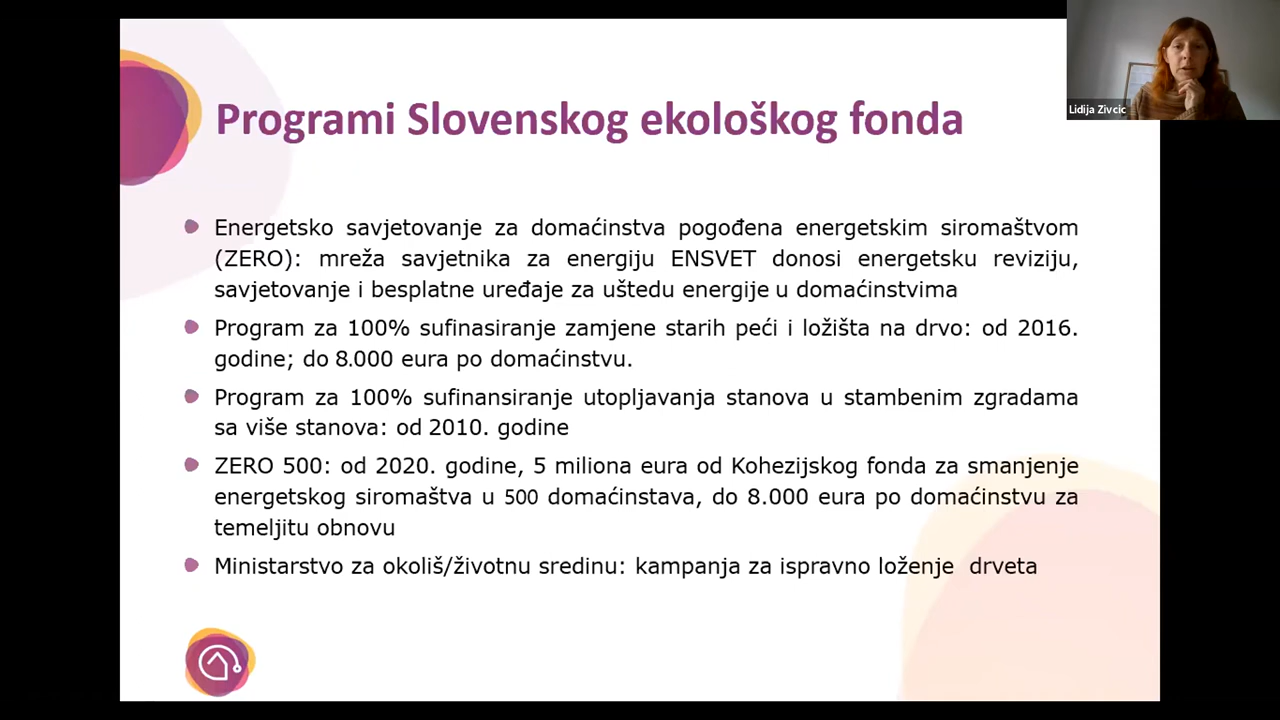 Programi Slovenskog ekološkog fonda
Energetsko savjetovanje za domaćinstva pogođena energetskim siromaštvom
(ZERO): mreža savjetnika za energiju ENSVET donosi energetsku reviziju,
savjetovanje i besplatne uređaje za uštedu energije u domaćinstvima
Program za 100% sufinasiranje zamjene starih peći i ložišta na drvo: od 2016.
godine; do 8.000 eura po domaćinstvu.
Program za 100% sufinansiranje utopljavanja stanova u stambenim zgradama
sa više stanova: od 2010. godine
ZERO 500: od 2020. godine, 5 miliona eura od Kohezijskog fonda za smanjenje
energetskog siromaštva u 500 domaćinstava, do 8.000 eura po domaćinstvu za
temeljitu obnovu
Ministarstvo za okoliš/životnu sredinu: kampanja za ispravno loženje  drveta
Lidija Zivcic